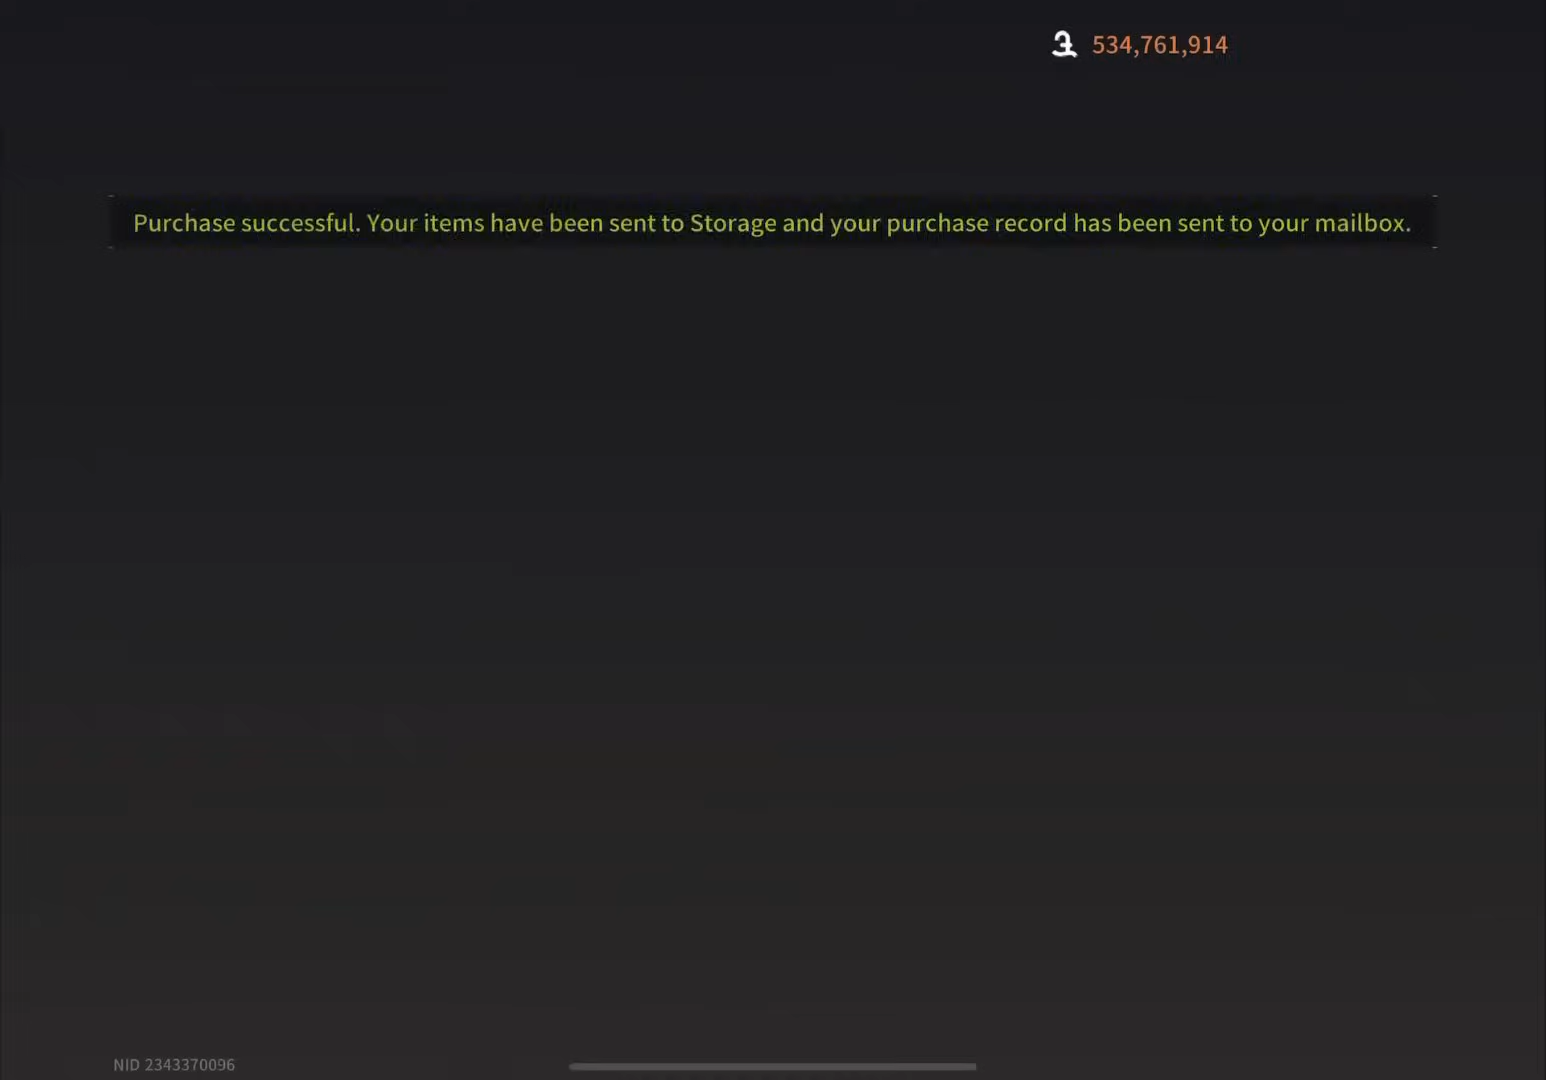 534,761,914
Purchase successful. Your items have been sent to Storage and your purchase record has been sent to your mailbox.
NID 2343370096